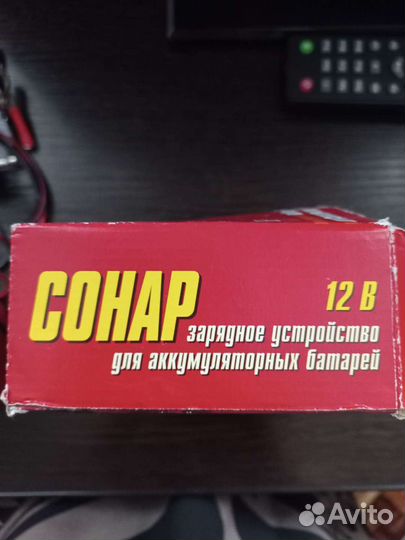 СОНАР
12 В
зарядное устройство
для аккумуляторных батарей
Avito